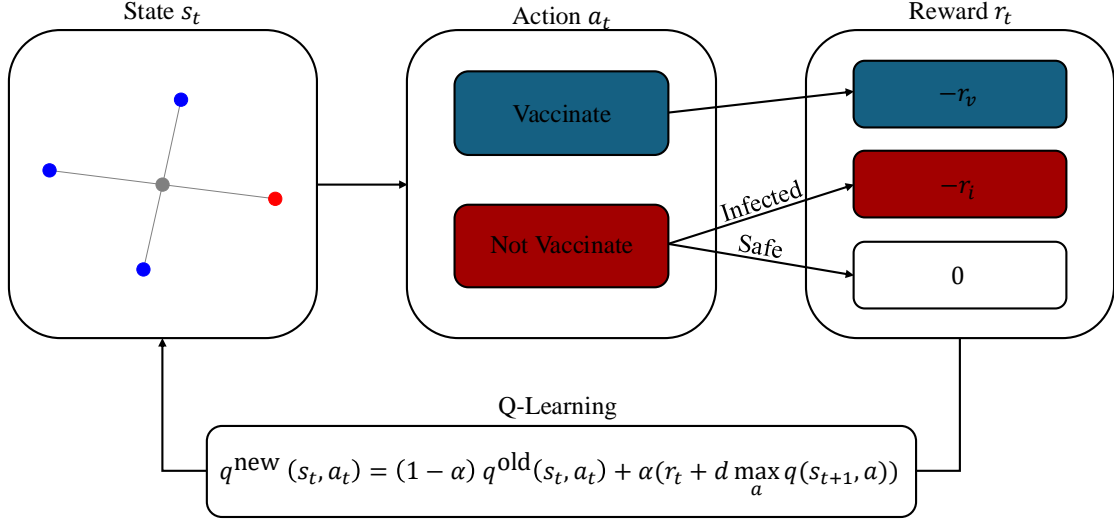 State s_t
Action a_t
Reward r_t
Vaccinate
Not Vaccinate
Infected
Safe
−r_v
−r_i
0
Q-Learning
q^new (s_t, a_t) = (1 − α) q^old(s_t, a_t) + α(r_t + d max_a q(s_{t+1}, a))